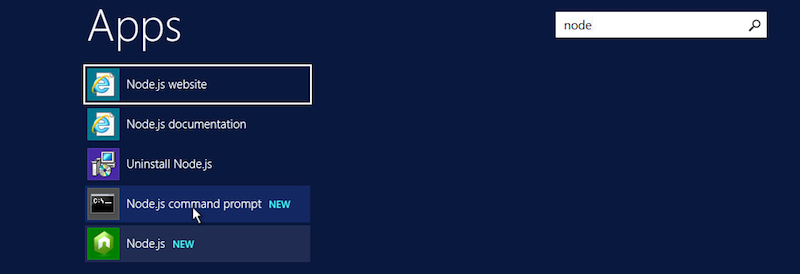 Apps
node
Node.js website
Node.js documentation
Uninstall Node.js
C:\_
Node.js command prompt NEW
Node.js NEW